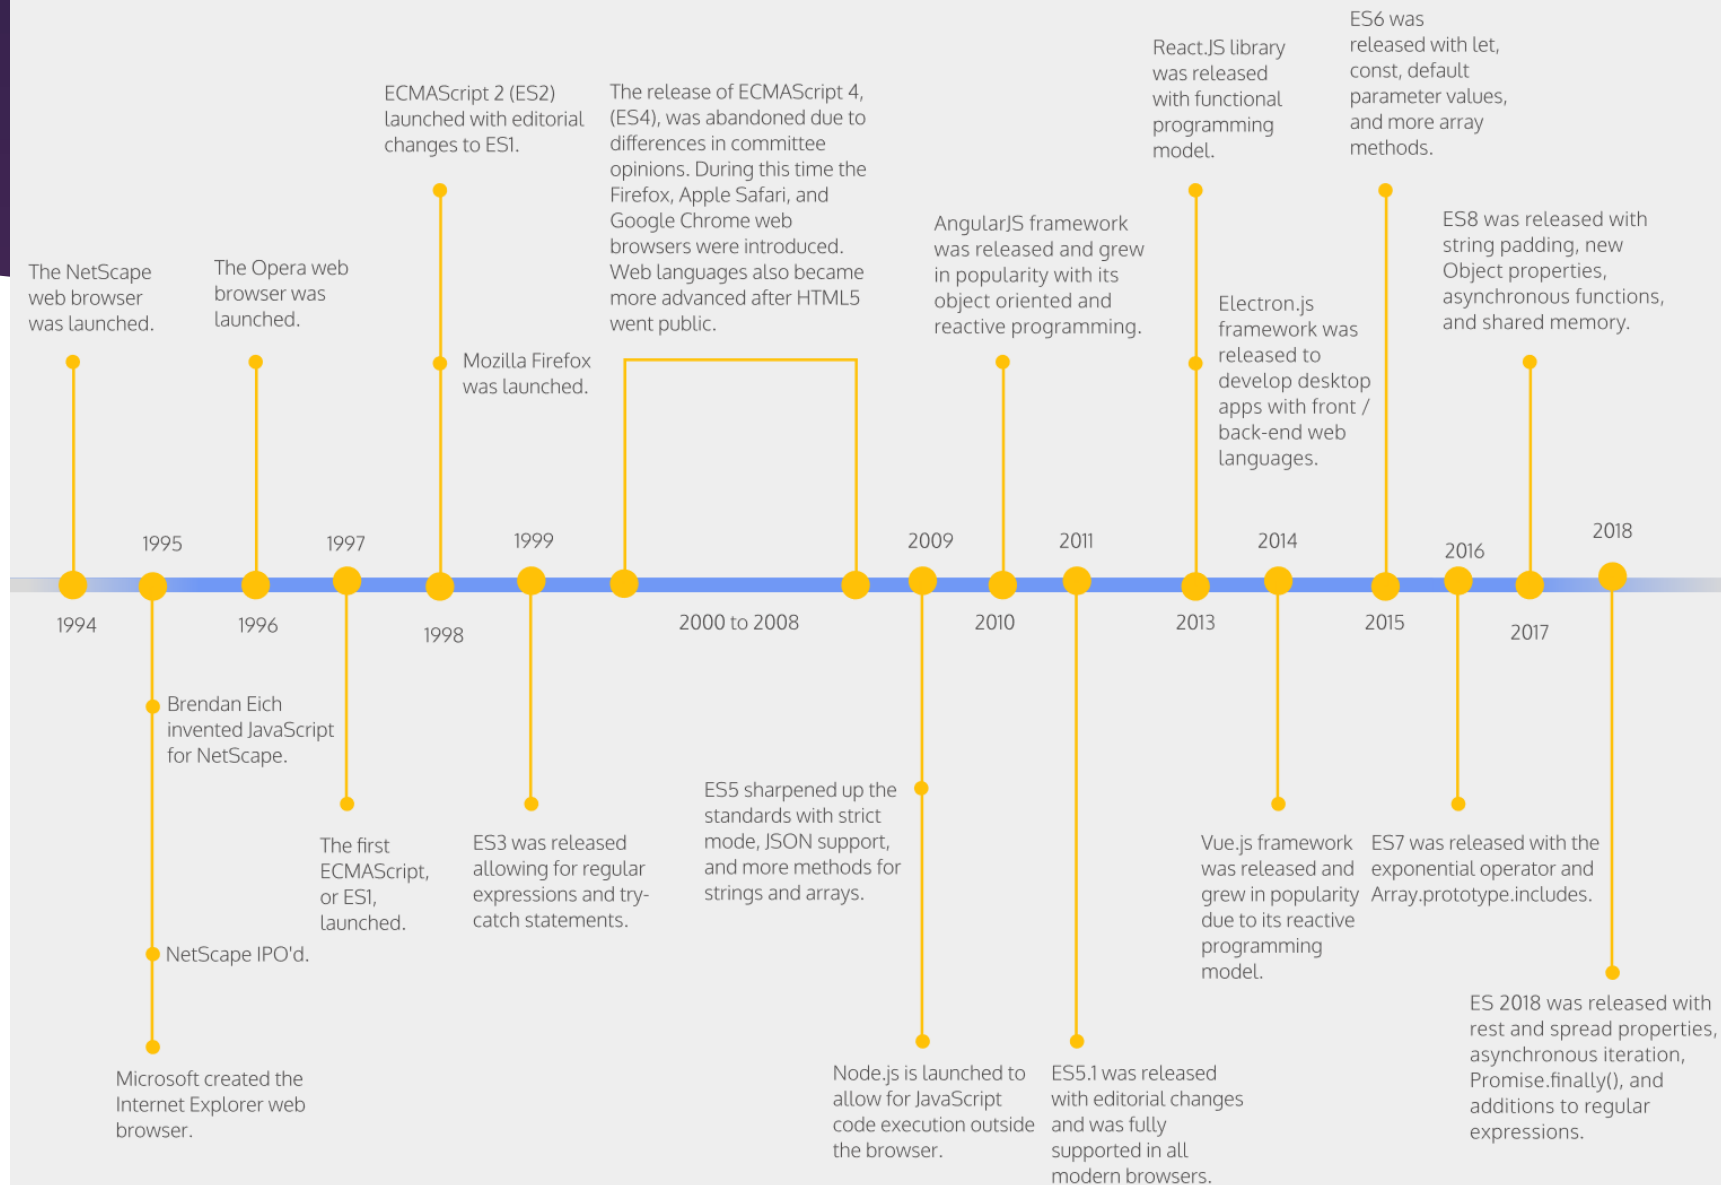 The NetScape
web browser
was launched.
1994
1995
Brendan Eich
invented JavaScript
for NetScape.
NetScape IPO'd.
Microsoft created the
Internet Explorer web
browser.
The Opera web
browser was
launched.
1996
1997
The first
ECMAScript,
or ES1,
launched.
ECMAScript 2 (ES2)
launched with editorial
changes to ES1.
Mozilla Firefox
was launched.
1998
1999
ES3 was released
allowing for regular
expressions and try-
catch statements.
The release of ECMAScript 4,
(ES4), was abandoned due to
differences in committee
opinions. During this time the
Firefox, Apple Safari, and
Google Chrome web
browsers were introduced.
Web languages also became
more advanced after HTML5
went public.
2000 to 2008
2009
ES5 sharpened up the
standards with strict
mode, JSON support,
and more methods for
strings and arrays.
Node.js is launched to
allow for JavaScript
code execution outside
the browser.
AngularJS framework
was released and grew
in popularity with its
object oriented and
reactive programming.
2010
2011
ES5.1 was released
with editorial changes
and was fully
supported in all
modern browsers.
React.JS library
was released
with functional
programming
model.
Electron.js
framework was
released to
develop desktop
apps with front /
back-end web
languages.
2013
2014
Vue.js framework
was released and
grew in popularity
due to its reactive
programming
model.
ES6 was
released with let,
const, default
parameter values,
and more array
methods.
2015
2016
ES7 was released with the
exponential operator and
Array.prototype.includes.
ES8 was released with
string padding, new
Object properties,
asynchronous functions,
and shared memory.
2017
2018
ES 2018 was released with
rest and spread properties,
asynchronous iteration,
Promise.finally(), and
additions to regular
expressions.